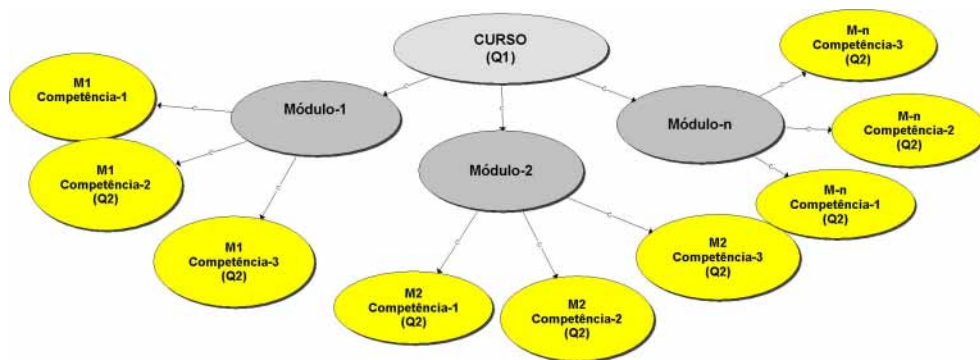 CURSO
(Q1)
Módulo-1
Módulo-2
Módulo-n
M1
Competência-1
M1
Competência-2
(Q2)
M1
Competência-3
(Q2)
M2
Competência-1
(Q2)
M2
Competência-2
(Q2)
M2
Competência-3
(Q2)
M-n
Competência-3
(Q2)
M-n
Competência-2
(Q2)
M-n
Competência-1
(Q2)
C
C
C
C
C
C
C
C
C
C
C
C